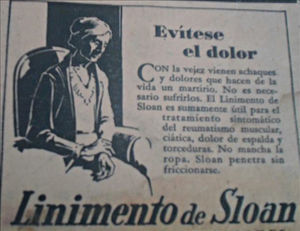 Evítese
el dolor
CON la vejez vienen achaques
y dolores que hacen de la
vida un martirio. No es nece-
sario sufrirlos. El Linimento de
Sloan es sumamente útil para el
tratamiento sintomático
del reumatismo muscular,
ciática, dolor de espalda y
torceduras. No mancha la
ropa. Sloan penetra sin
friccionarse.
Linimento de Sloan